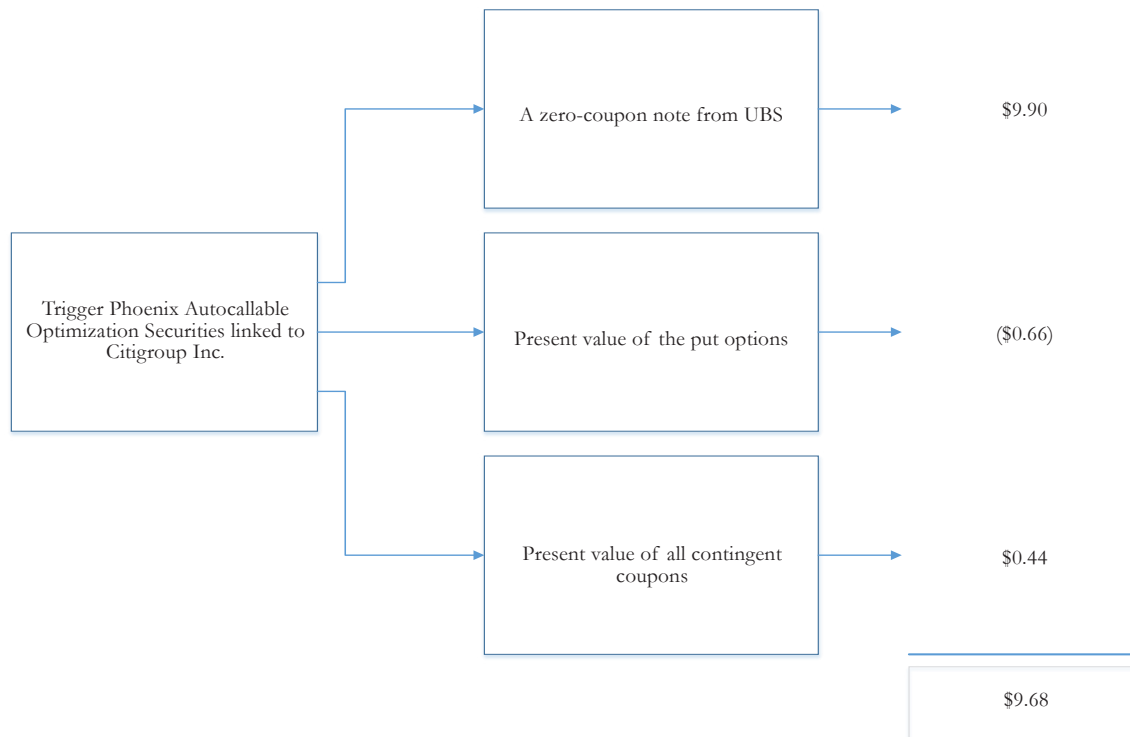 A zero-coupon note from UBS
$9.90
Trigger Phoenix Autocallable
Optimization Securities linked to
Citigroup Inc.
Present value of the put options
($0.66)
Present value of all contingent
coupons
$0.44
$9.68